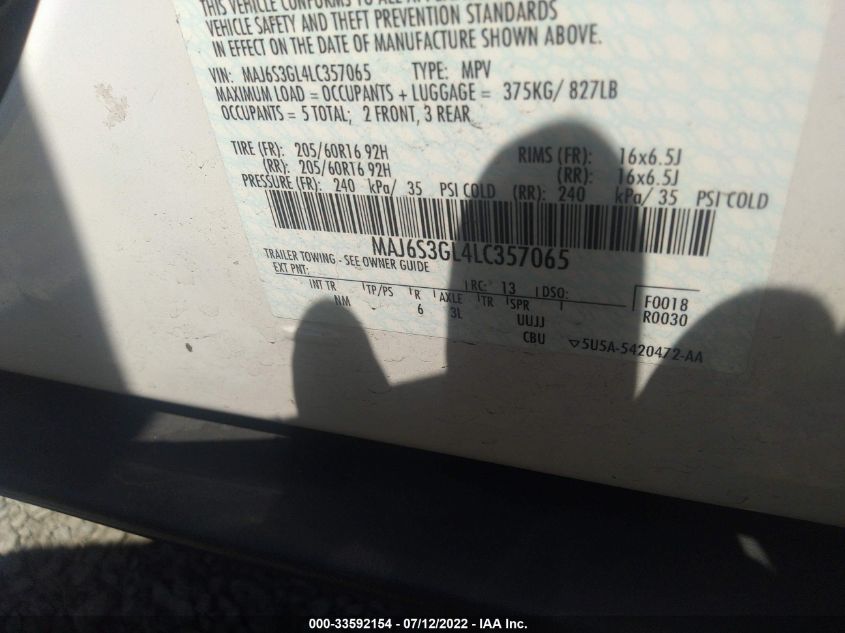 THIS VEHICLE CONFORMS TO ALL
VEHICLE SAFETY AND THEFT PREVENTION STANDARDS
IN EFFECT ON THE DATE OF MANUFACTURE SHOWN ABOVE.
VIN: MAJ6S3GL4LC357065 TYPE: MPV
MAXIMUM LOAD = OCCUPANTS + LUGGAGE = 375KG/ 827LB
OCCUPANTS = 5 TOTAL; 2 FRONT, 3 REAR
TIRE (FR): 205/60R16 92H RIMS (FR): 16x6.5J
(RR): 205/60R16 92H (RR): 16x6.5J
PRESSURE (FR): 240 kPa/ 35 PSI COLD (RR): 240 kPa/ 35 PSI COLD
MAJ6S3GL4LC357065
TRAILER TOWING - SEE OWNER GUIDE
EXT PNT: RC: 13 DSO:
INT TR TP/PS R AXLE TR SPR F0018
NM 6 3L UUJJ R0030
CBU ▽5U5A-5420472-AA
000-33592154 - 07/12/2022 - IAA Inc.